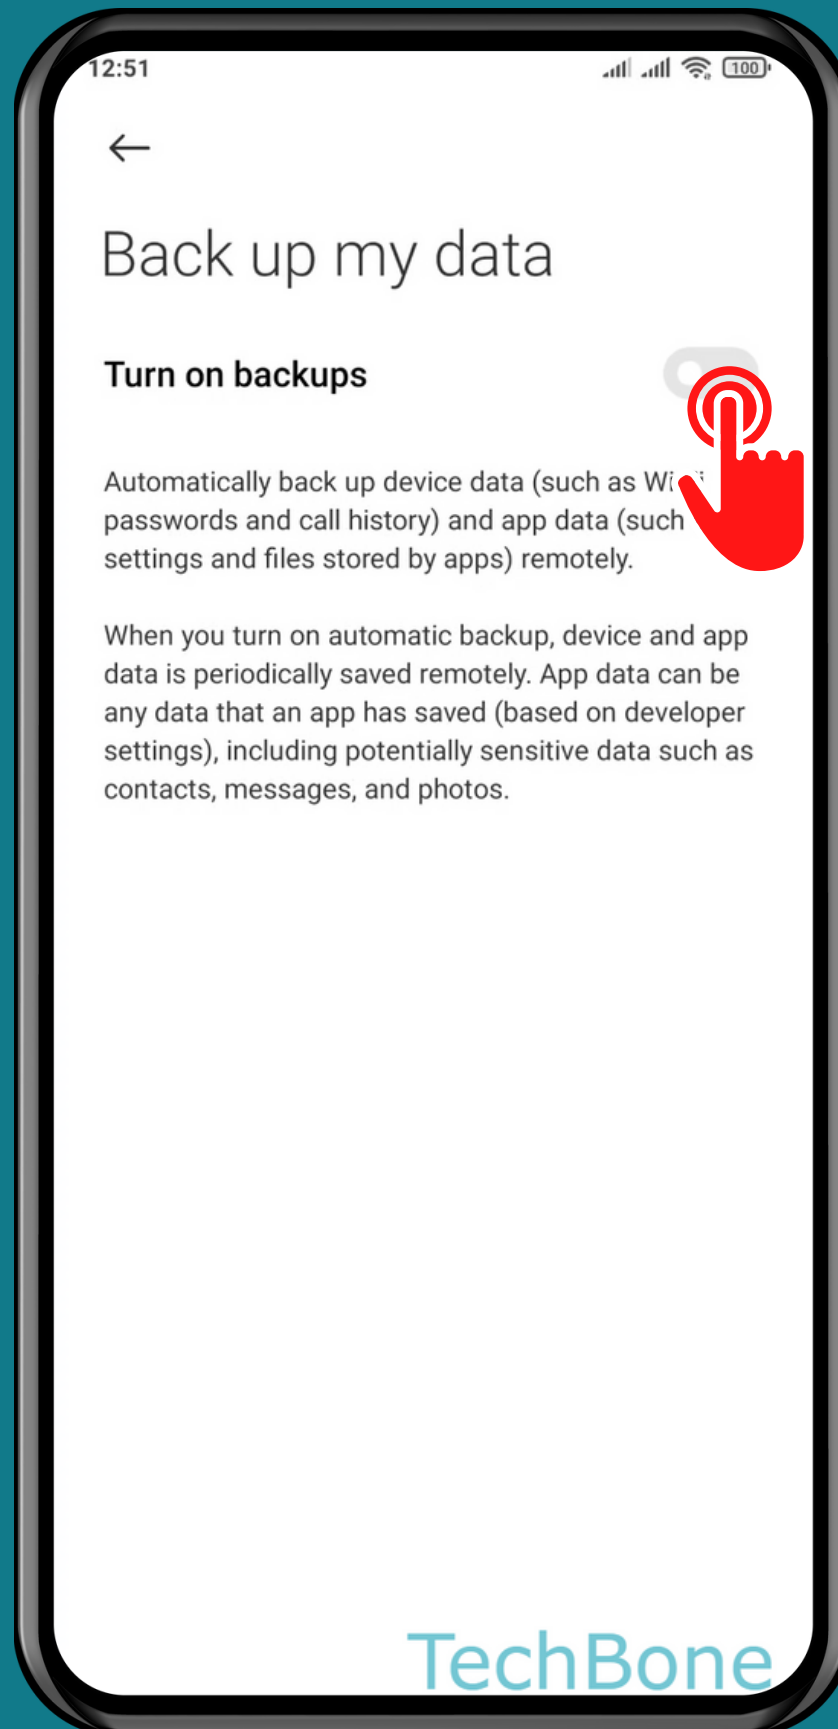 12:51
100
Back up my data
Turn on backups
Automatically back up device data (such as
passwords and call history) and app data (such
settings and files stored by apps) remotely.
When you turn on automatic backup, device and app
data is periodically saved remotely. App data can be
any data that an app has saved (based on developer
settings), including potentially sensitive data such as
contacts, messages, and photos.
TechBone